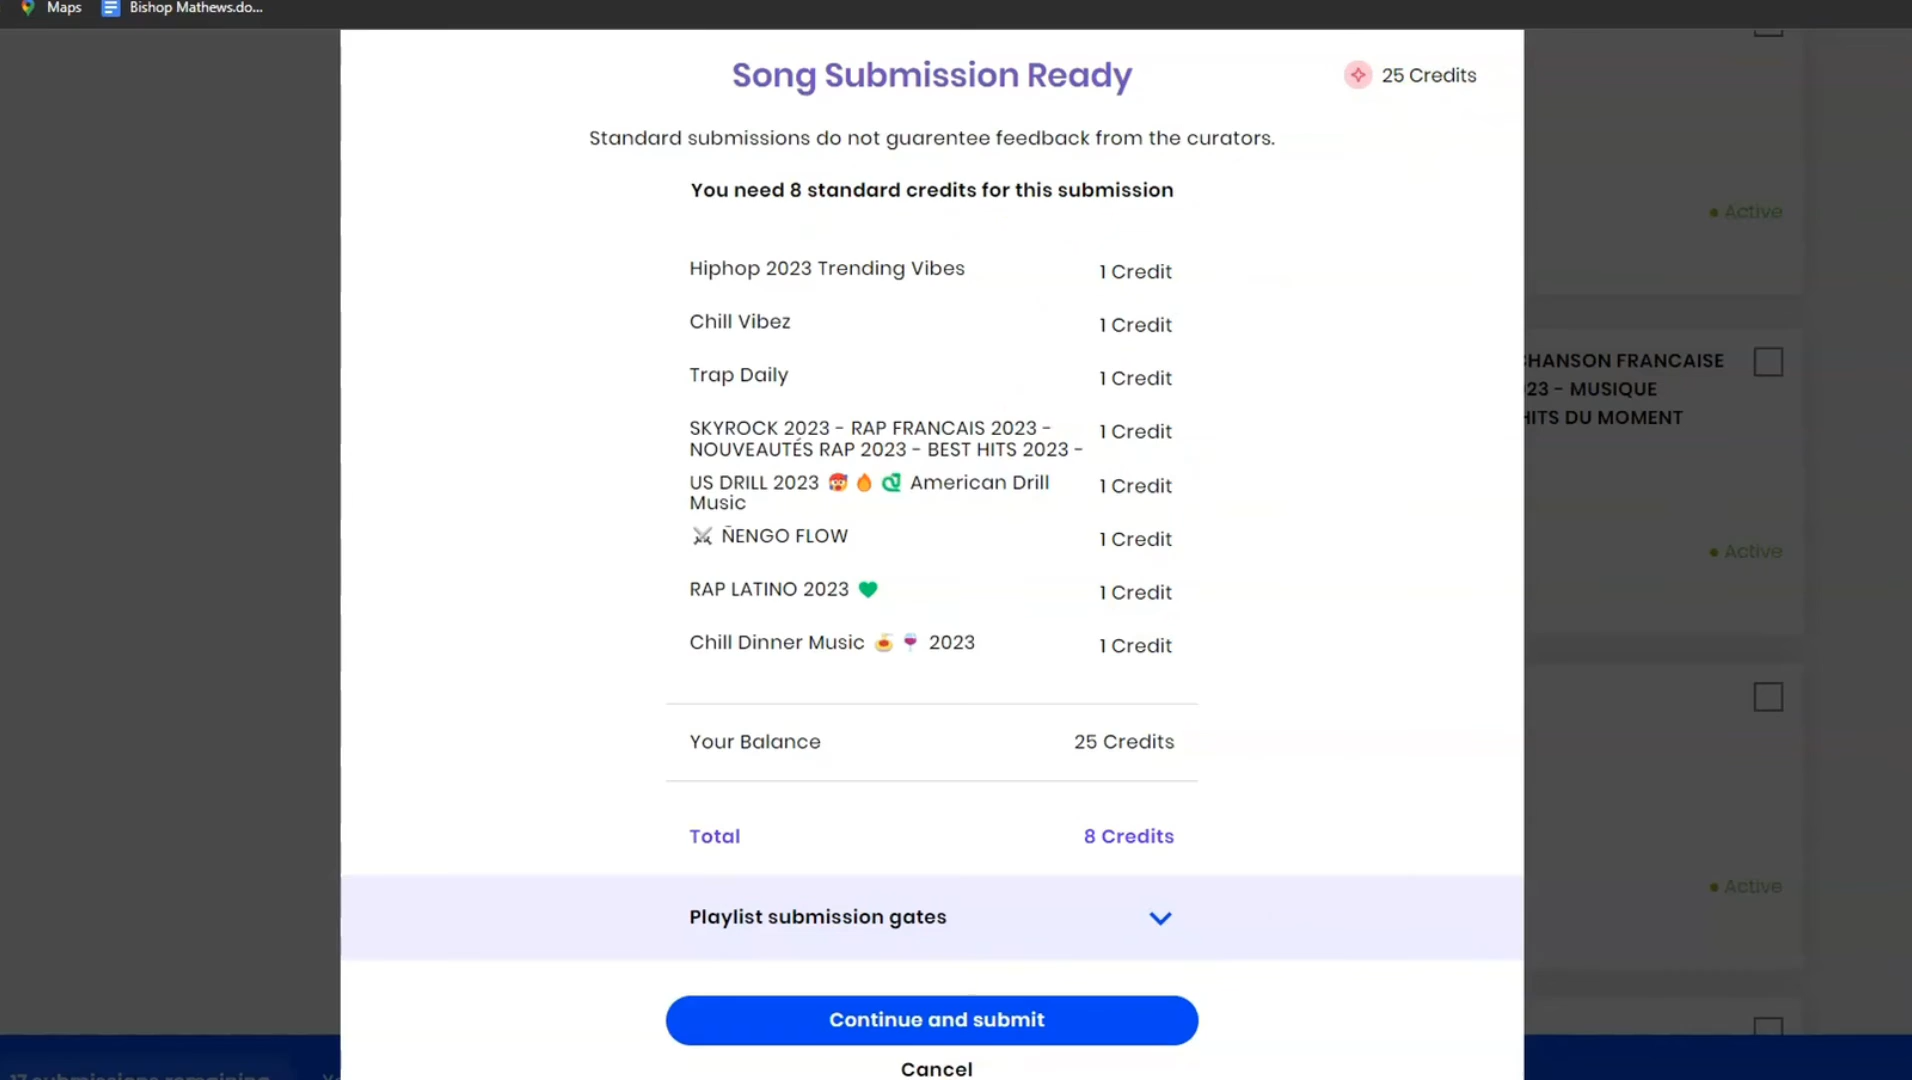 Maps Bishop Mathews.do...
Song Submission Ready
25 Credits
Standard submissions do not guarentee feedback from the curators.
You need 8 standard credits for this submission
Hiphop 2023 Trending Vibes 1 Credit
Chill Vibez 1 Credit
Trap Daily 1 Credit
SKYROCK 2023 - RAP FRANCAIS 2023 - 1 Credit
NOUVEAUTÉS RAP 2023 - BEST HITS 2023 -
US DRILL 2023 🔥 American Drill 1 Credit
Music
⚔ ÑENGO FLOW 1 Credit
RAP LATINO 2023 💚 1 Credit
Chill Dinner Music 🍝 🍷 2023 1 Credit
Your Balance 25 Credits
Total 8 Credits
Playlist submission gates
Continue and submit
Cancel
Active
HANSON FRANCAISE
23 - MUSIQUE
HITS DU MOMENT
Active
Active
17 submissions remaining